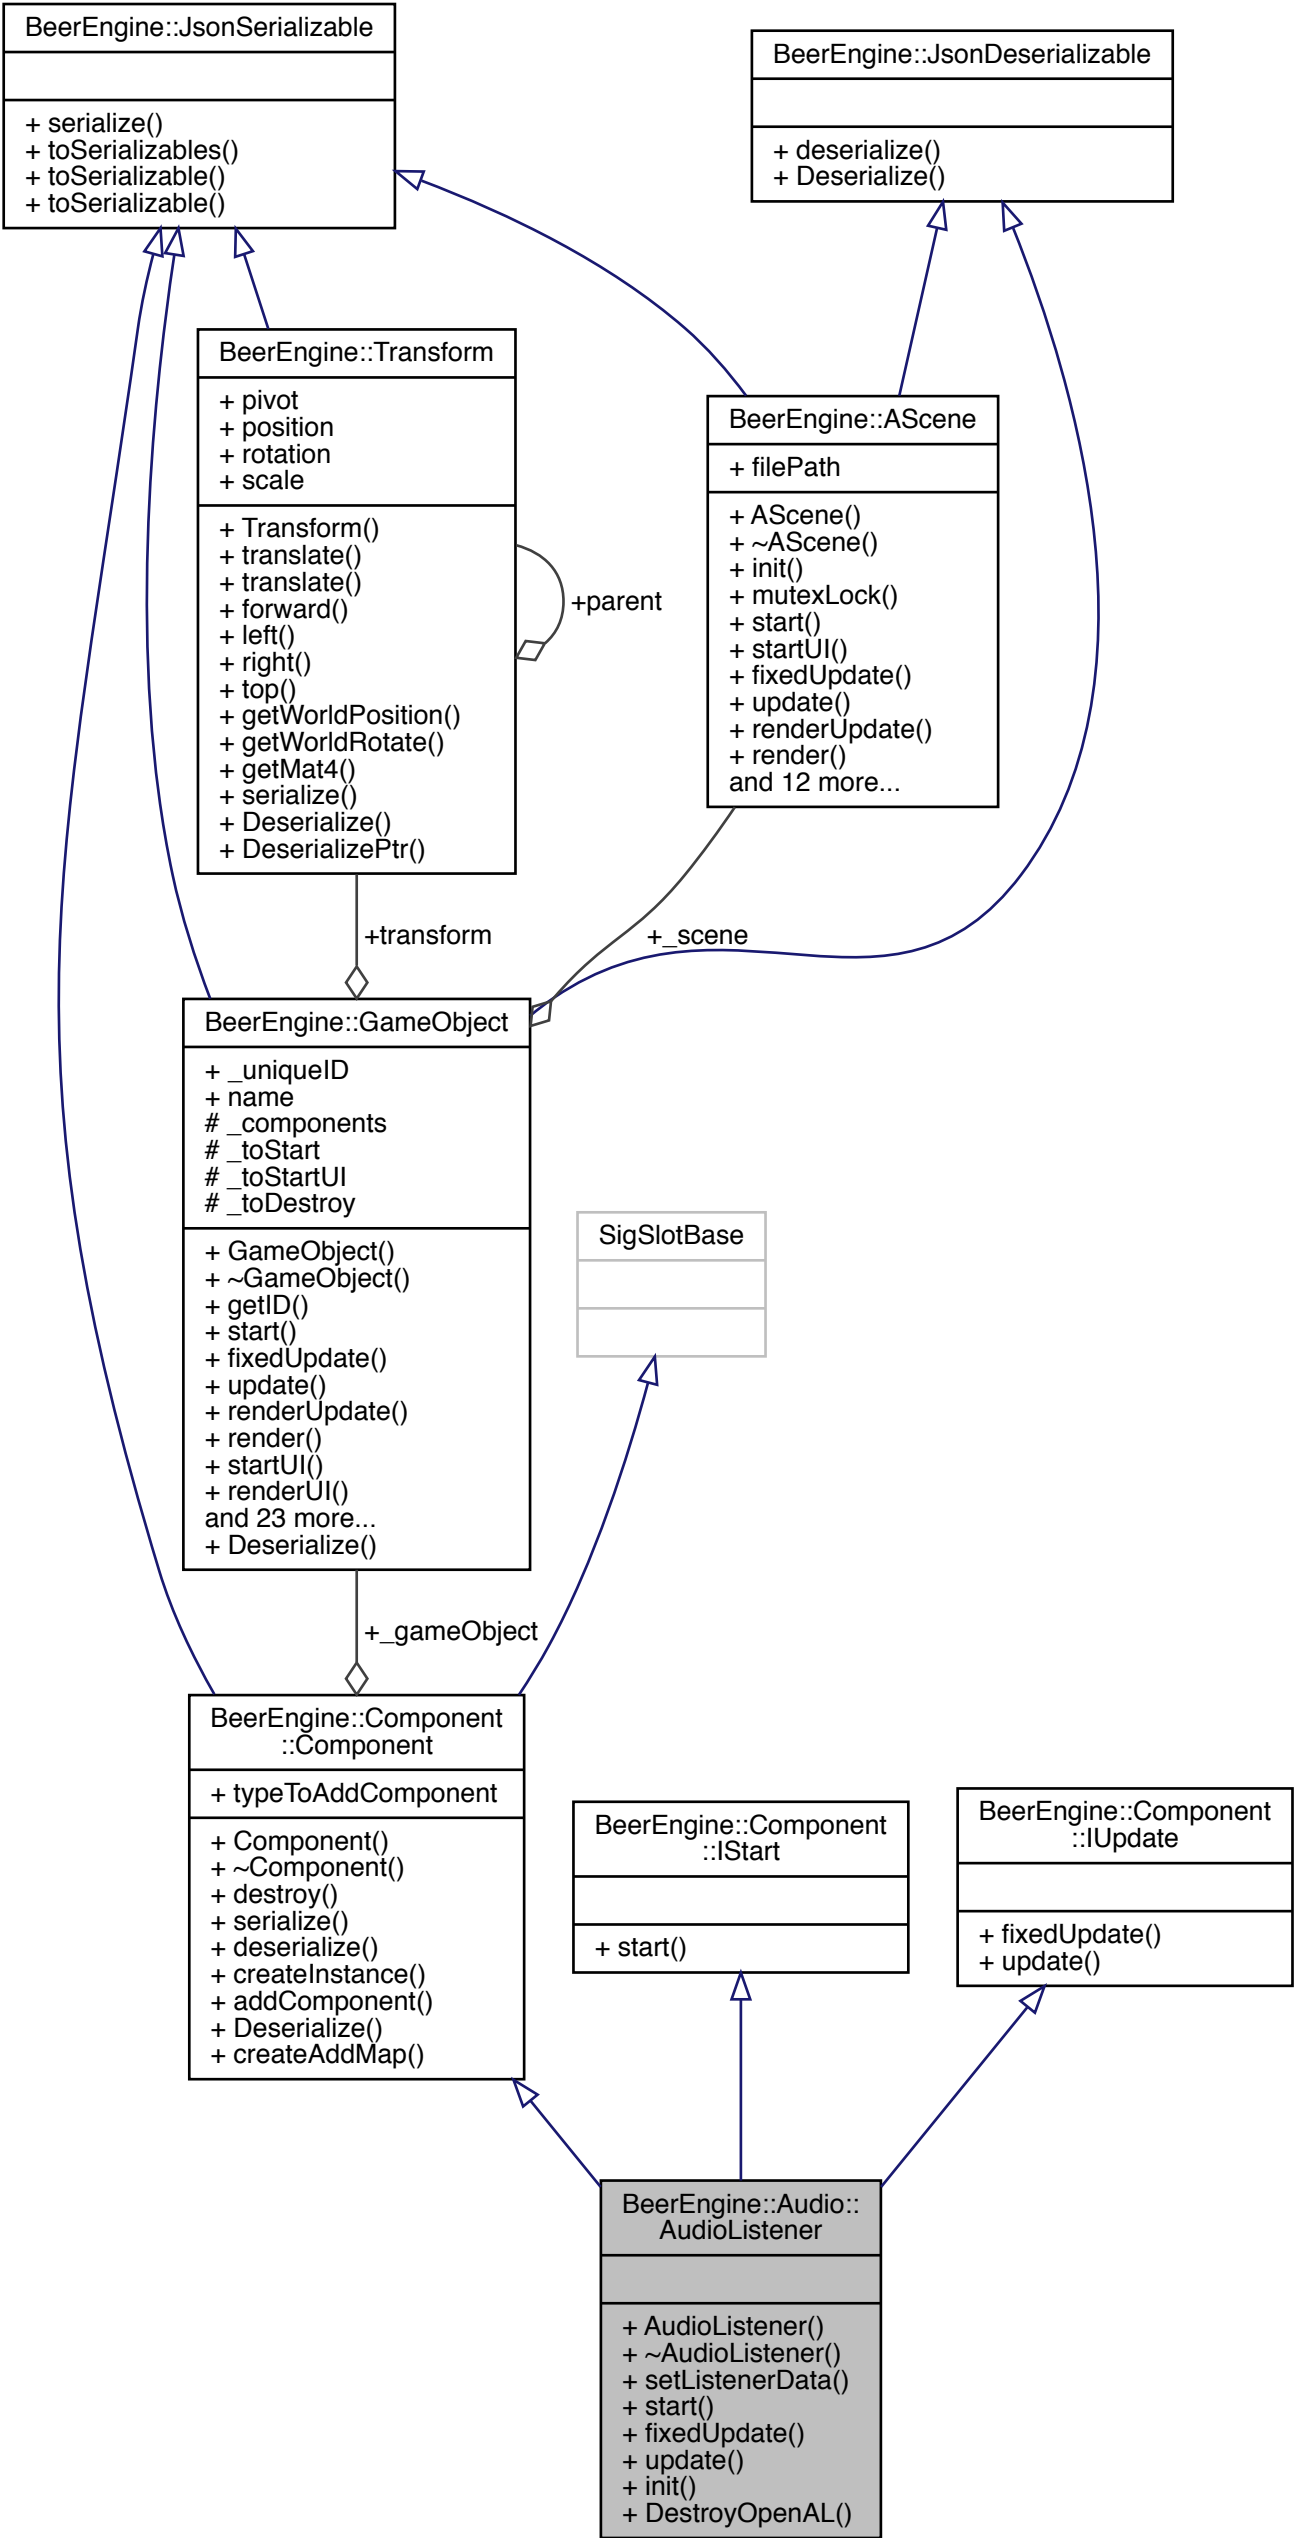 BeerEngine::JsonSerializable
+ serialize()
+ toSerializables()
+ toSerializable()
+ toSerializable()
BeerEngine::JsonDeserializable
+ deserialize()
+ Deserialize()
BeerEngine::Transform
+ pivot
+ position
+ rotation
+ scale
+ Transform()
+ translate()
+ translate()
+ forward()
+ left()
+ right()
+ top()
+ getWorldPosition()
+ getWorldRotate()
+ getMat4()
+ serialize()
+ Deserialize()
+ DeserializePtr()
+parent
BeerEngine::AScene
+ filePath
+ AScene()
+ ~AScene()
+ init()
+ mutexLock()
+ start()
+ startUI()
+ fixedUpdate()
+ update()
+ renderUpdate()
+ render()
and 12 more...
+transform
+_scene
BeerEngine::GameObject
+ _uniqueID
+ name
# _components
# _toStart
# _toStartUI
# _toDestroy
+ GameObject()
+ ~GameObject()
+ getID()
+ start()
+ fixedUpdate()
+ update()
+ renderUpdate()
+ render()
+ startUI()
+ renderUI()
and 23 more...
+ Deserialize()
SigSlotBase
+_gameObject
BeerEngine::Component
::Component
+ typeToAddComponent
+ Component()
+ ~Component()
+ destroy()
+ serialize()
+ deserialize()
+ createInstance()
+ addComponent()
+ Deserialize()
+ createAddMap()
BeerEngine::Component
::IStart
+ start()
BeerEngine::Component
::IUpdate
+ fixedUpdate()
+ update()
BeerEngine::Audio::
AudioListener
+ AudioListener()
+ ~AudioListener()
+ setListenerData()
+ start()
+ fixedUpdate()
+ update()
+ init()
+ DestroyOpenAL()